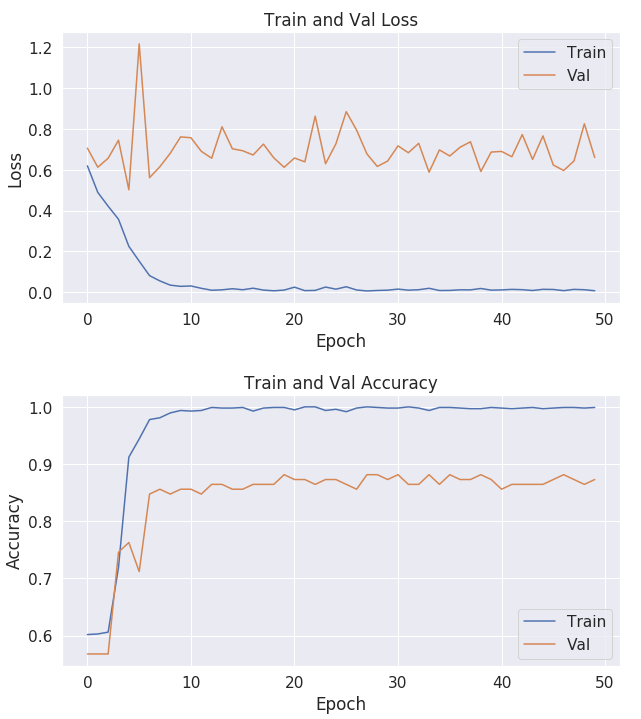 Train and Val Loss
1.2
1.0
0.8
0.6
0.4
0.2
0.0
Loss
Train
Val
0 10 20 30 40 50
Epoch
Train and Val Accuracy
1.0
0.9
0.8
0.7
0.6
Accuracy
Train
Val
0 10 20 30 40 50
Epoch